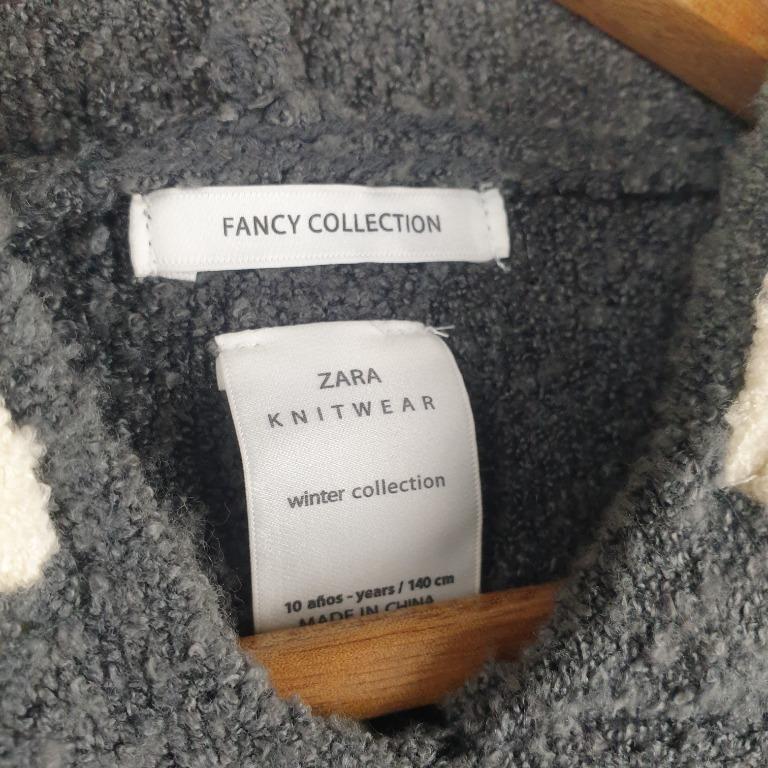 FANCY COLLECTION
ZARA
KNITWEAR
winter collection
10 años - years / 140 cm
MADE IN CHINA